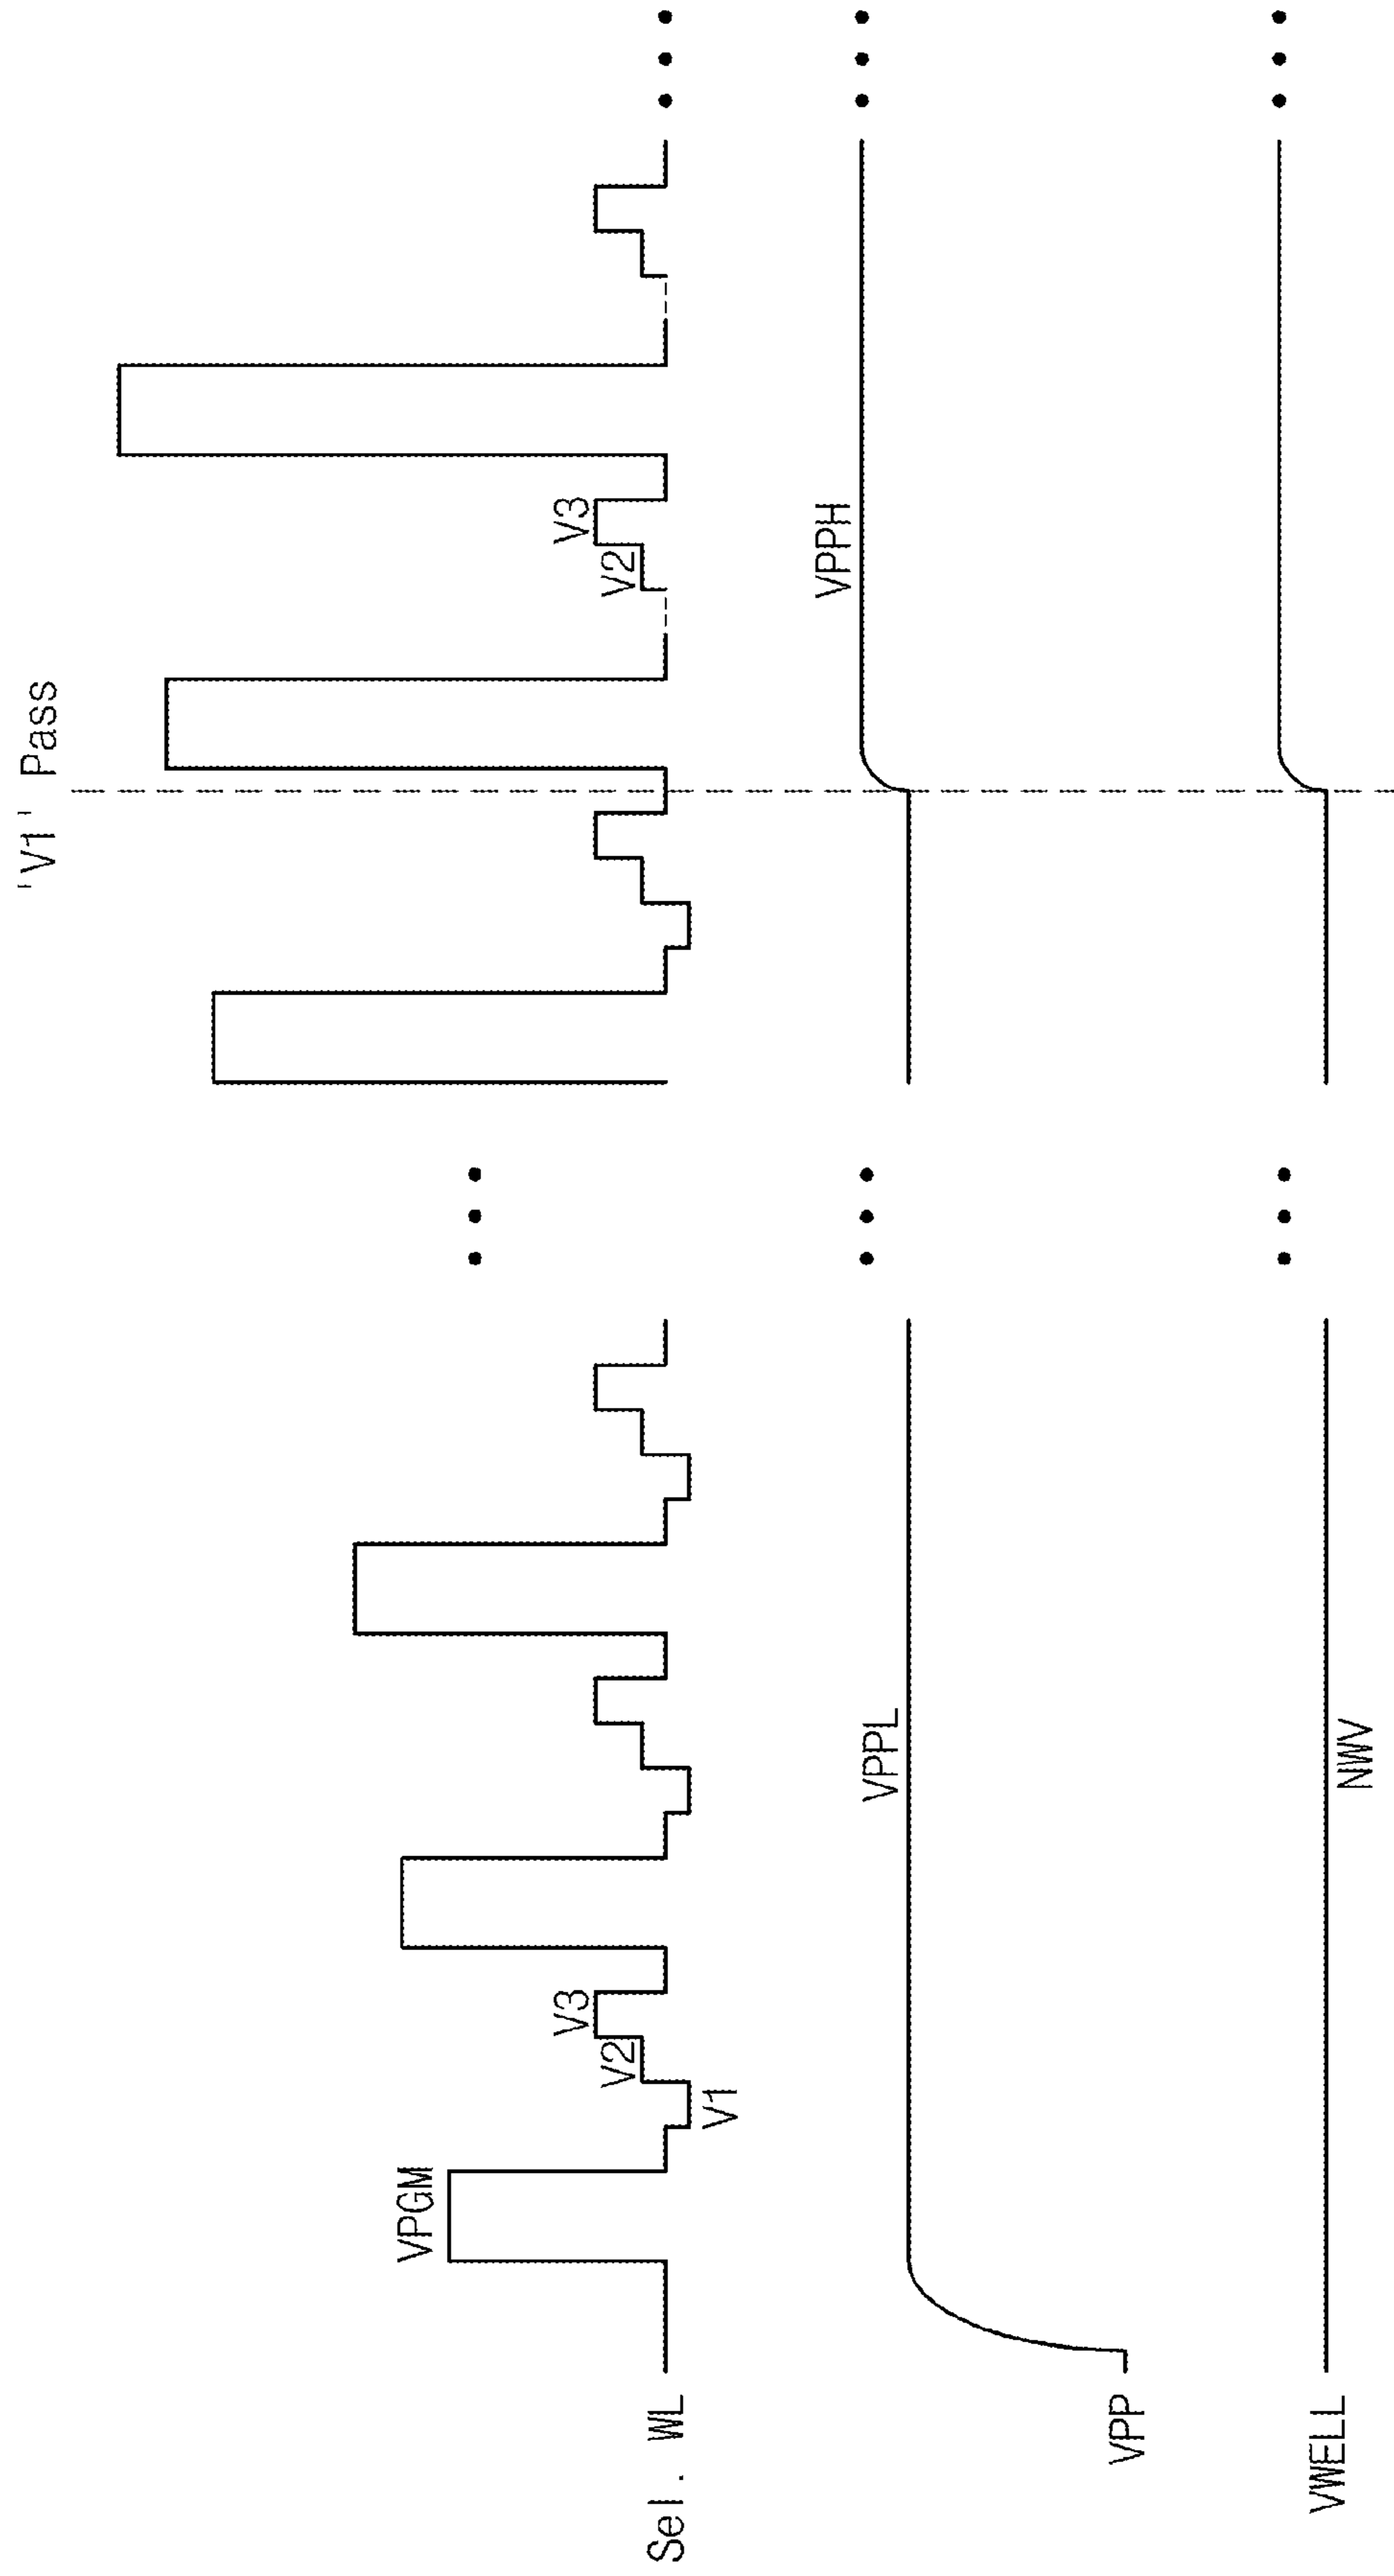 'V1' Pass
VPGM
V3
V2
V1
V3
V2
Sel. WL
VPPL
VPPH
VPP
NWV
VWELL